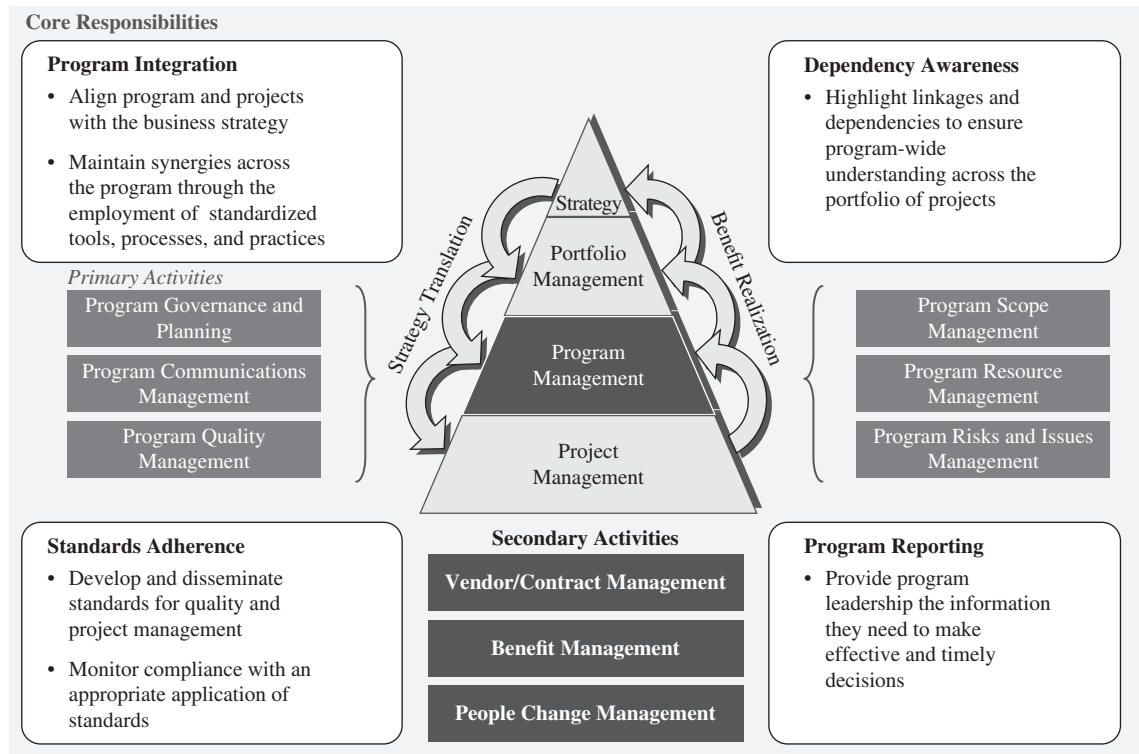 Core Responsibilities
Program Integration
• Align program and projects
with the business strategy
• Maintain synergies across
the program through the
employment of standardized
tools, processes, and practices
Dependency Awareness
• Highlight linkages and
dependencies to ensure
program-wide
understanding across the
portfolio of projects
Primary Activities
Program Governance and
Planning
Program Communications
Management
Program Quality
Management
Strategy Translation
Strategy
Portfolio
Management
Program
Management
Project
Management
Benefit Realization
Program Scope
Management
Program Resource
Management
Program Risks and Issues
Management
Standards Adherence
• Develop and disseminate
standards for quality and
project management
• Monitor compliance with an
appropriate application of
standards
Secondary Activities
Vendor/Contract Management
Benefit Management
People Change Management
Program Reporting
• Provide program
leadership the information
they need to make
effective and timely
decisions